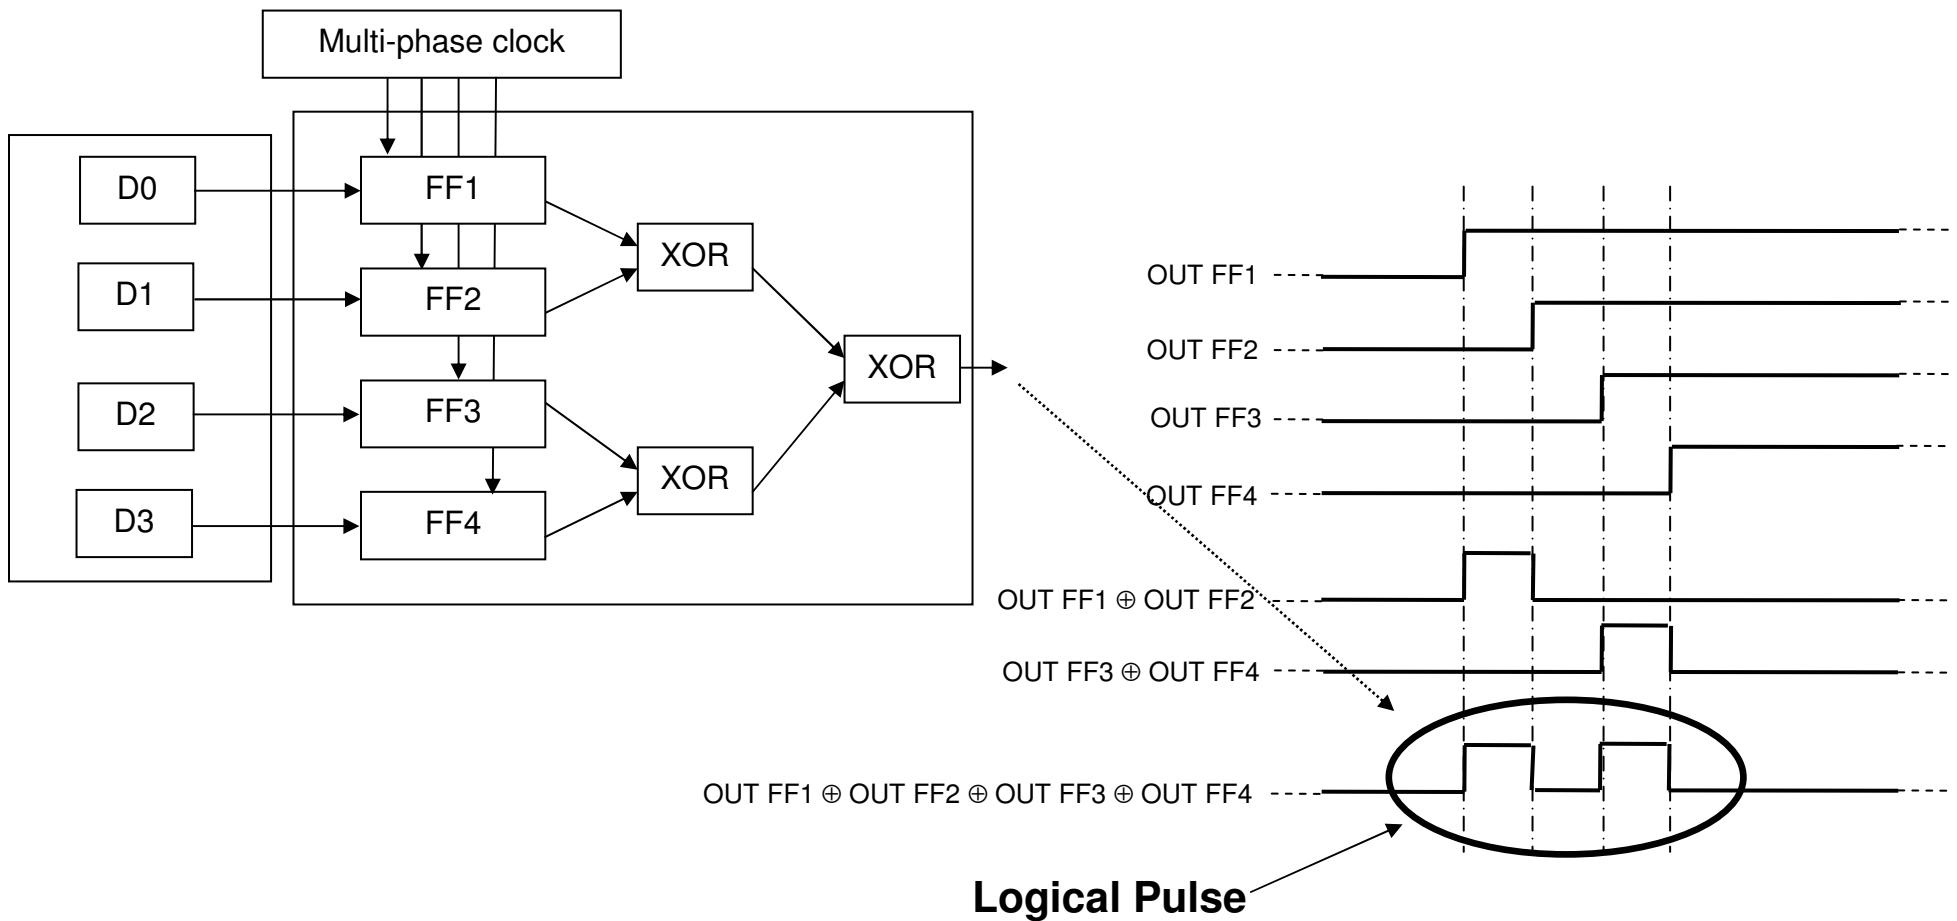 Multi-phase clock
D0
FF1
XOR
D1
FF2
XOR
D2
FF3
XOR
D3
FF4
OUT FF1
OUT FF2
OUT FF3
OUT FF4
OUT FF1 ⊕ OUT FF2
OUT FF3 ⊕ OUT FF4
OUT FF1 ⊕ OUT FF2 ⊕ OUT FF3 ⊕ OUT FF4
Logical Pulse